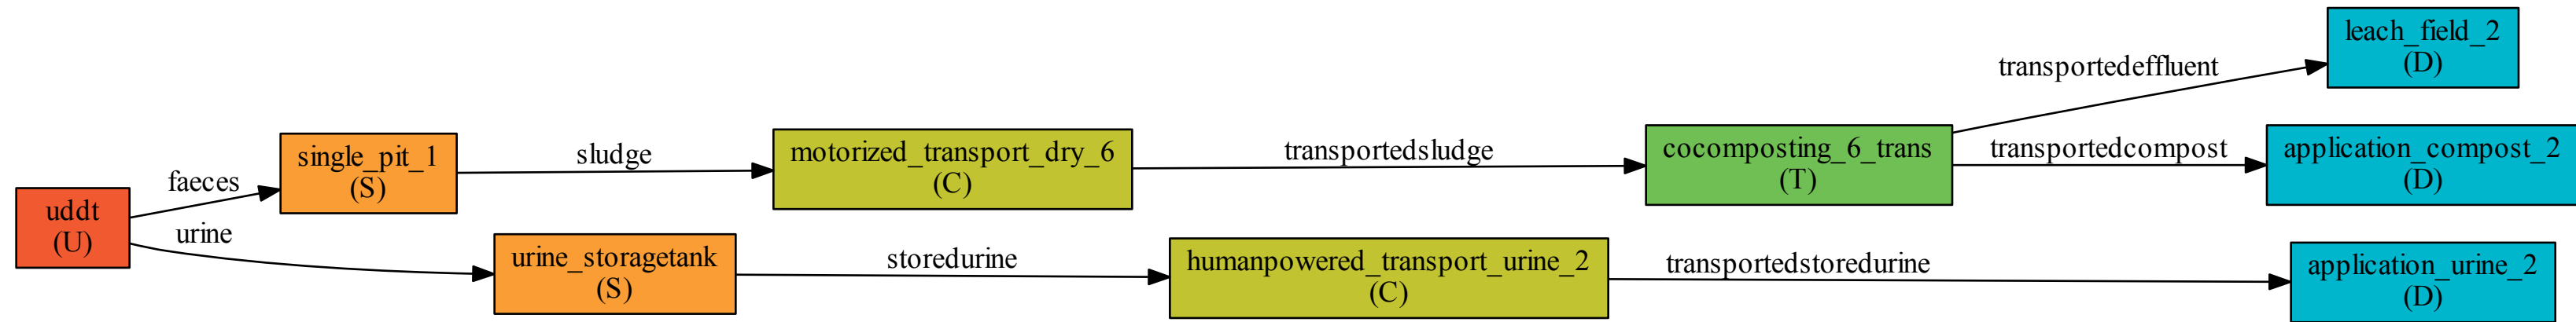 uddt
(U)
faeces
urine
single_pit_1
(S)
sludge
urine_storagetank
(S)
storedurine
motorized_transport_dry_6
(C)
transportedsludge
humanpowered_transport_urine_2
(C)
transportedstoredurine
cocomposting_6_trans
(T)
transportedeffluent
transportedcompost
leach_field_2
(D)
application_compost_2
(D)
application_urine_2
(D)